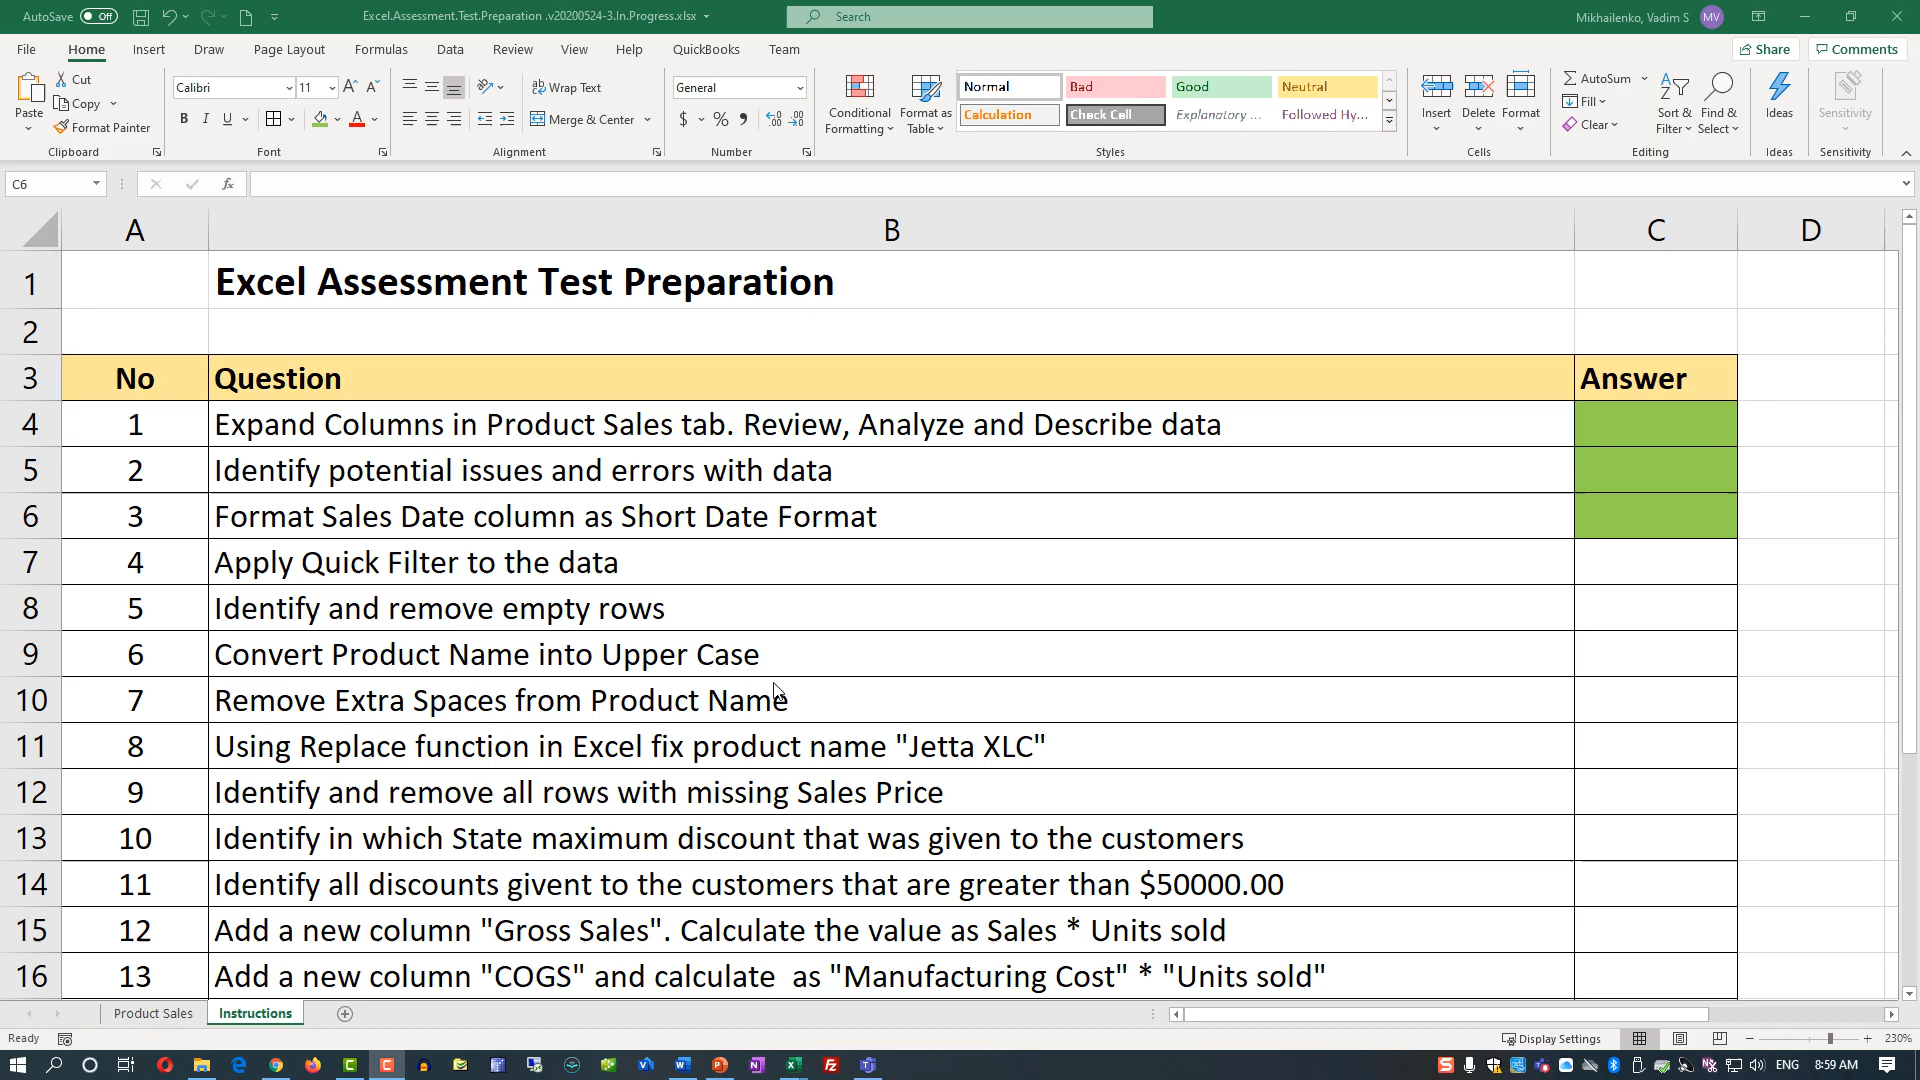 AutoSave Off
Excel.Assessment.Test.Preparation .v20200524-3.In.Progress.xlsx
Search
Mikhailenko, Vadim S MV
File Home Insert Draw Page Layout Formulas Data Review View Help QuickBooks Team
Share Comments
Paste
Cut
Copy
Format Painter
Clipboard
Calibri 11
B I U
Font
Wrap Text
Merge & Center
Alignment
General
$ % 9
Number
Conditional Formatting
Format as Table
Normal Bad Good Neutral
Calculation Check Cell Explanatory ... Followed Hy...
Styles
Insert Delete Format
Cells
AutoSum
Fill
Clear
Sort & Filter
Find & Select
Editing
Ideas
Ideas
Sensitivity
Sensitivity
C6 fx
A B C D
1 Excel Assessment Test Preparation
2
3 No Question Answer
4 1 Expand Columns in Product Sales tab. Review, Analyze and Describe data
5 2 Identify potential issues and errors with data
6 3 Format Sales Date column as Short Date Format
7 4 Apply Quick Filter to the data
8 5 Identify and remove empty rows
9 6 Convert Product Name into Upper Case
10 7 Remove Extra Spaces from Product Name
11 8 Using Replace function in Excel fix product name "Jetta XLC"
12 9 Identify and remove all rows with missing Sales Price
13 10 Identify in which State maximum discount that was given to the customers
14 11 Identify all discounts givent to the customers that are greater than $50000.00
15 12 Add a new column "Gross Sales". Calculate the value as Sales * Units sold
16 13 Add a new column "COGS" and calculate  as "Manufacturing Cost" * "Units sold"
Product Sales Instructions
Ready
Display Settings
230%
ENG 8:59 AM